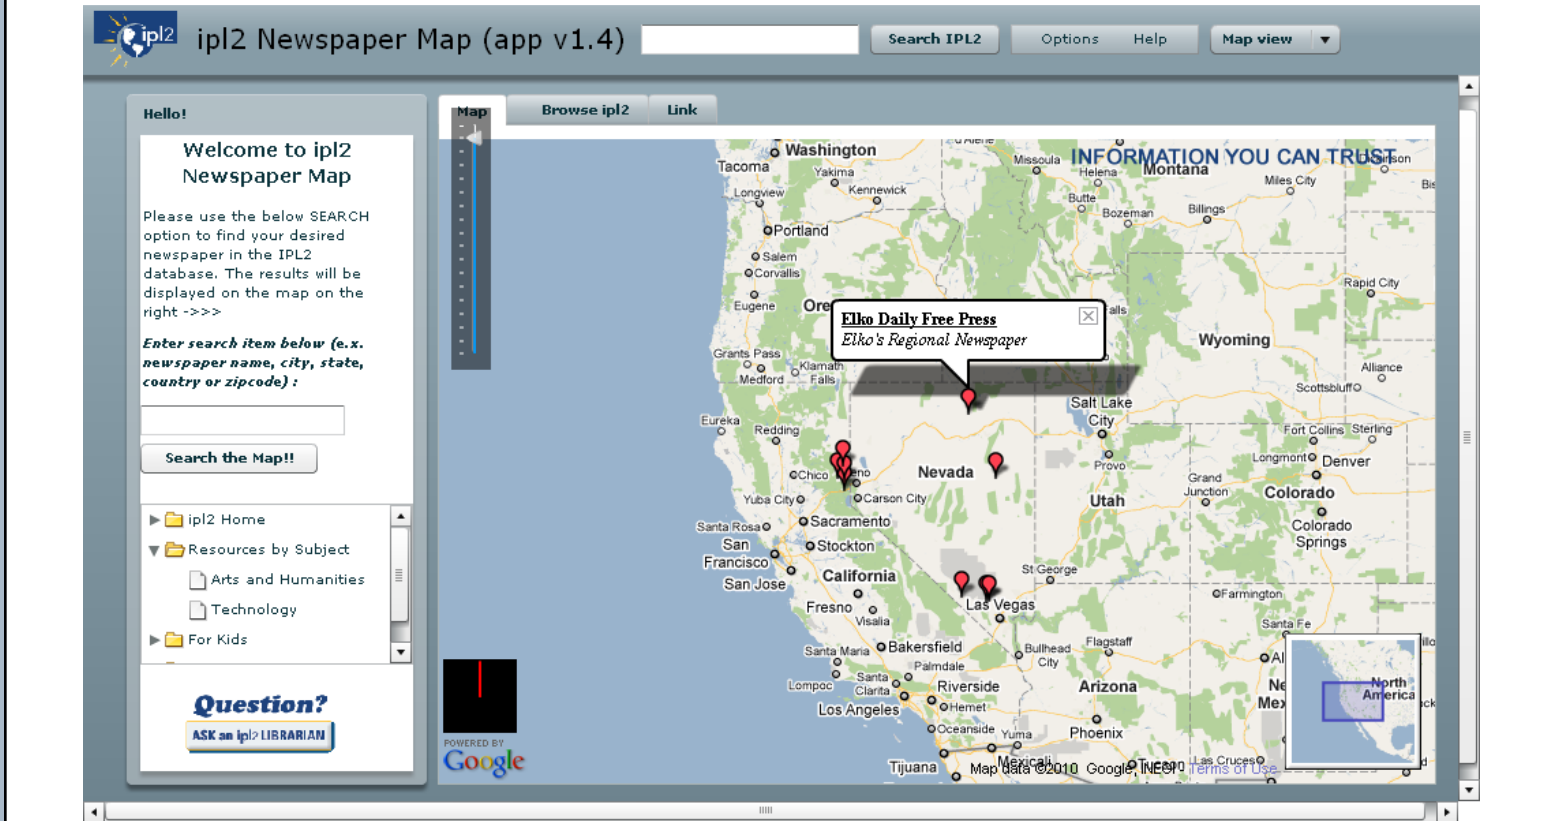 ipl2
ipl2 Newspaper Map (app v1.4)
Search IPL2
Options
Help
Map view
Hello!
Welcome to ipl2
Newspaper Map
Please use the below SEARCH
option to find your desired
newspaper in the IPL2
database. The results will be
displayed on the map on the
right ->>>
Enter search item below (e.x.
newspaper name, city, state,
country or zipcode) :
Search the Map!!
ipl2 Home
Resources by Subject
Arts and Humanities
Technology
For Kids
Question?
ASK an ipl2 LIBRARIAN
Map
Browse ipl2
Link
INFORMATION YOU CAN TRUST
Washington
Tacoma
Yakima
Longview
Kennewick
Missoula
Helena
Montana
Miles City
Butte
Bozeman
Billings
Portland
Salem
Corvallis
Eugene
Rapid City
Elko Daily Free Press
Elko's Regional Newspaper
Wyoming
Grants Pass
Medford
Klamath
Falls
Alliance
Scottsbluff
Salt Lake
City
Eureka
Redding
Fort Collins
Sterling
Longmont
Denver
Provo
Chico
Nevada
Grand
Junction
Colorado
Utah
Yuba City
Carson City
Sacramento
Colorado
Springs
Santa Rosa
San
Francisco
Stockton
San Jose
California
St George
Las Vegas
Farmington
Fresno
Visalia
Santa Fe
Santa Maria
Bakersfield
Bullhead
City
Flagstaff
Palmdale
Lompoc
Santa
Clarita
Riverside
Arizona
Los Angeles
Hemet
Oceanside
Yuma
Phoenix
Tijuana
Mexicali
Tucson
Las Cruces
North
America
POWERED BY
Google
Map data ©2010 Google, INEGI - Terms of Use